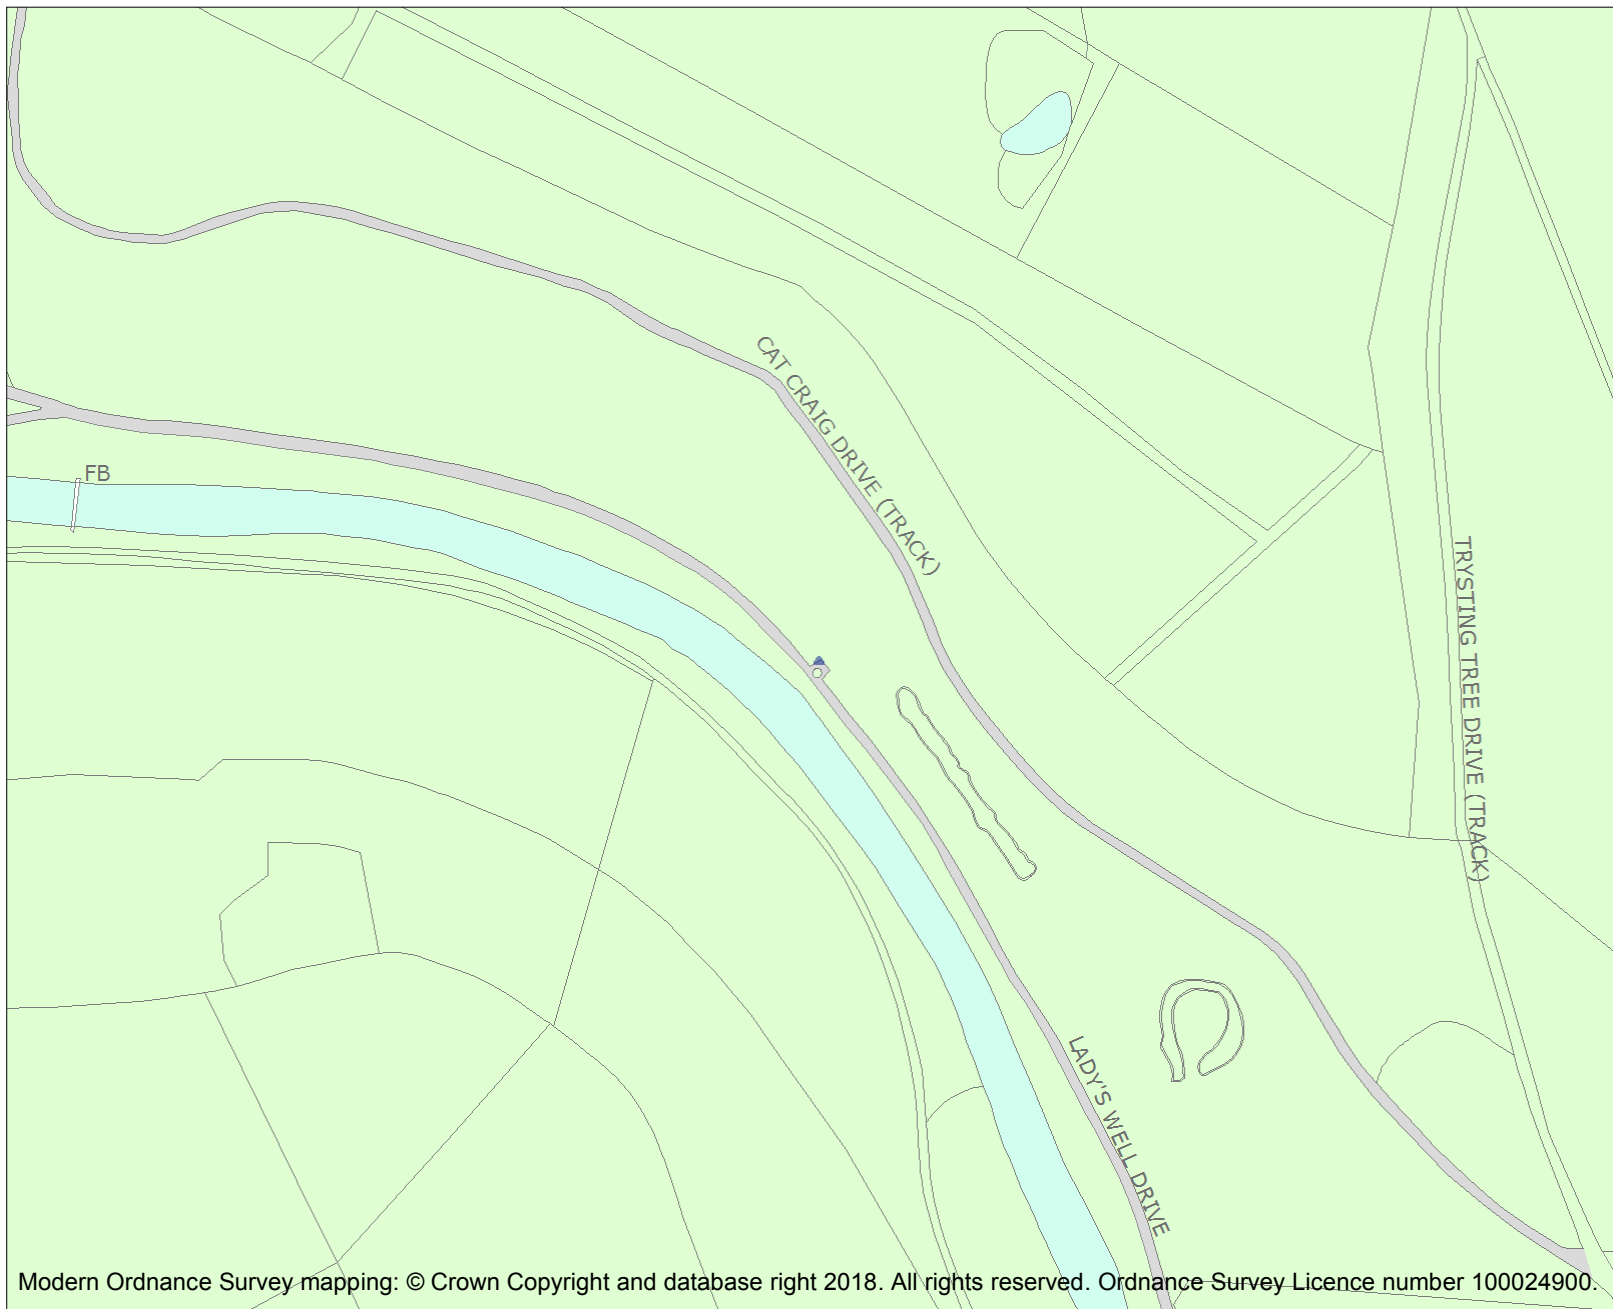 CAT CRAIG DRIVE (TRACK)
FB
TRYSTING TREE DRIVE (TRACK)
LADY'S WELL DRIVE
Modern Ordnance Survey mapping: © Crown Copyright and database right 2018. All rights reserved. Ordnance Survey Licence number 100024900.